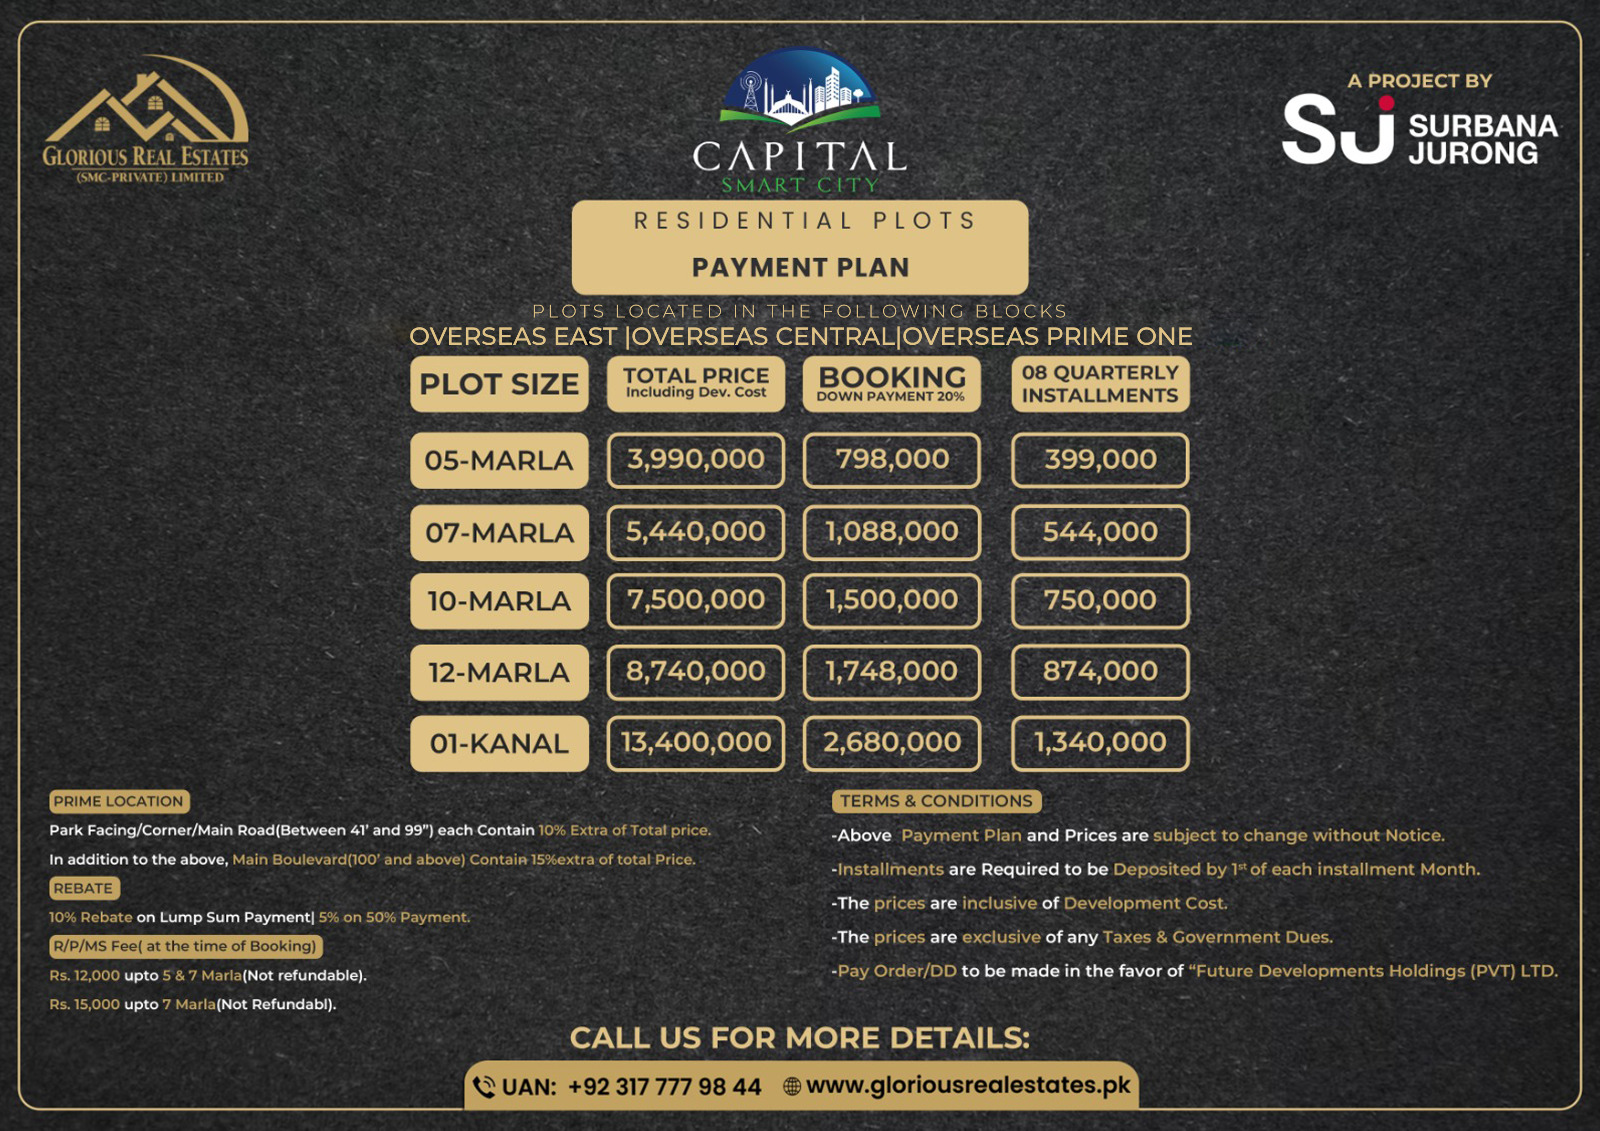 GLORIOUS REAL ESTATES
(SMC-PRIVATE) LIMITED
CAPITAL
SMART CITY
A PROJECT BY
SJ SURBANA
JURONG
RESIDENTIAL PLOTS
PAYMENT PLAN
PLOTS LOCATED IN THE FOLLOWING BLOCKS
OVERSEAS EAST |OVERSEAS CENTRAL|OVERSEAS PRIME ONE
PLOT SIZE TOTAL PRICE Including Dev. Cost BOOKING DOWN PAYMENT 20% 08 QUARTERLY INSTALLMENTS
05-MARLA 3,990,000 798,000 399,000
07-MARLA 5,440,000 1,088,000 544,000
10-MARLA 7,500,000 1,500,000 750,000
12-MARLA 8,740,000 1,748,000 874,000
01-KANAL 13,400,000 2,680,000 1,340,000
PRIME LOCATION
Park Facing/Corner/Main Road(Between 41’ and 99”) each Contain 10% Extra of Total price.
In addition to the above, Main Boulevard(100’ and above) Contain 15%extra of total Price.
REBATE
10% Rebate on Lump Sum Payment| 5% on 50% Payment.
R/P/MS Fee( at the time of Booking)
Rs. 12,000 upto 5 & 7 Marla(Not refundable).
Rs. 15,000 upto 7 Marla(Not Refundabl).
TERMS & CONDITIONS
-Above Payment Plan and Prices are subject to change without Notice.
-Installments are Required to be Deposited by 1st of each installment Month.
-The prices are inclusive of Development Cost.
-The prices are exclusive of any Taxes & Government Dues.
-Pay Order/DD to be made in the favor of “Future Developments Holdings (PVT) LTD.
CALL US FOR MORE DETAILS:
UAN: +92 317 777 98 44 www.gloriousrealestates.pk